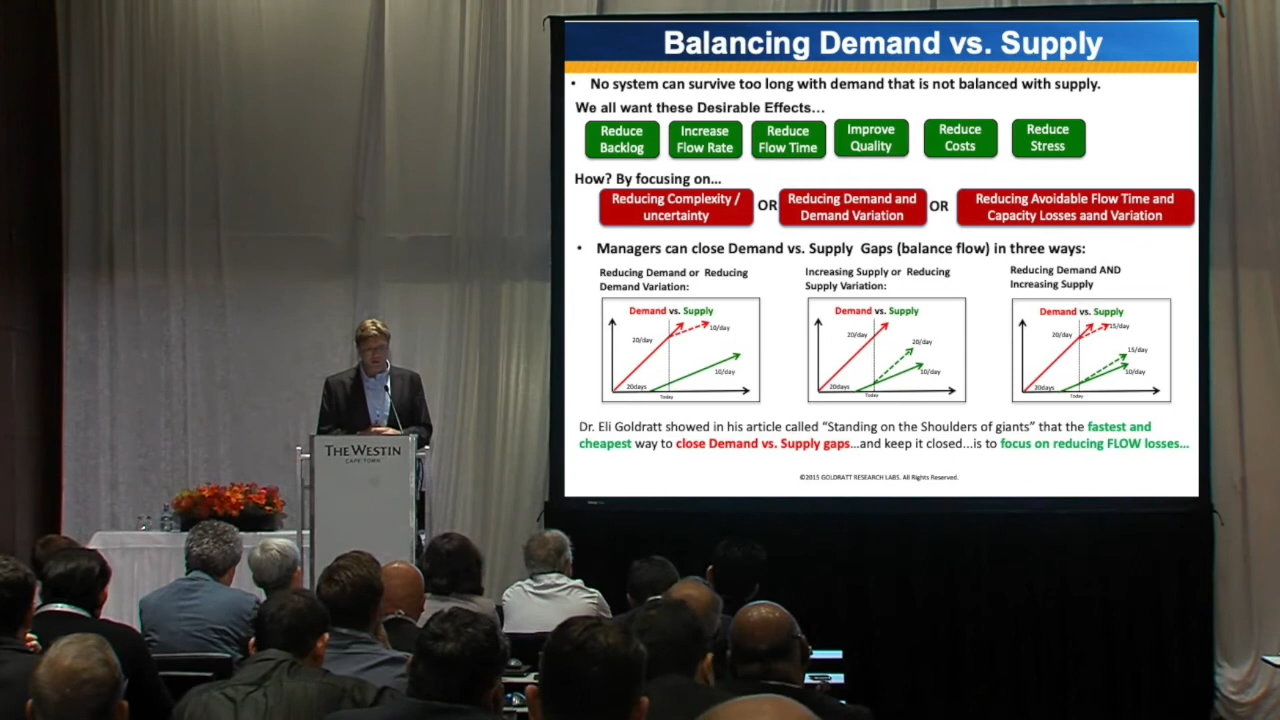 Balancing Demand vs. Supply
• No system can survive too long with demand that is not balanced with supply.
We all want these Desirable Effects...
Reduce Backlog
Increase Flow Rate
Reduce Flow Time
Improve Quality
Reduce Costs
Reduce Stress
How? By focusing on...
Reducing Complexity / uncertainty
OR
Reducing Demand and Demand Variation
OR
Reducing Avoidable Flow Time and Capacity Losses aand Variation
• Managers can close Demand vs. Supply Gaps (balance flow) in three ways:
Reducing Demand or Reducing
Demand Variation:
Demand vs. Supply
10/day
20/day
10/day
20days
Today
Increasing Supply or Reducing
Supply Variation:
Demand vs. Supply
20/day
20/day
10/day
20days
Today
Reducing Demand AND
Increasing Supply
Demand vs. Supply
15/day
20/day
15/day
10/day
20days
Today
Dr. Eli Goldratt showed in his article called “Standing on the Shoulders of giants” that the fastest and
cheapest way to close Demand vs. Supply gaps...and keep it closed...is to focus on reducing FLOW losses...
©2015 GOLDRATT RESEARCH LABS. All Rights Reserved.
THE WESTIN
CAPE TOWN